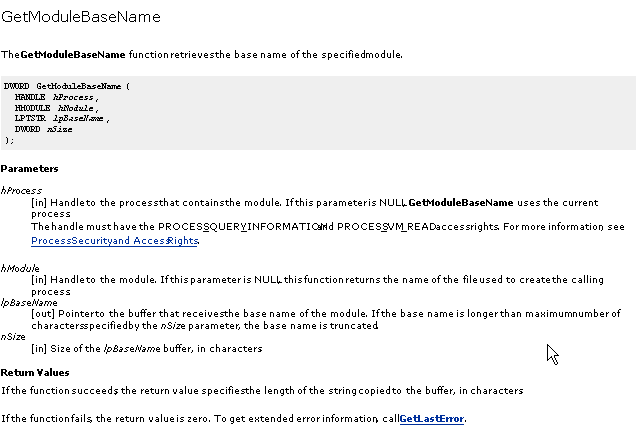 GetModuleBaseName
The GetModuleBaseName function retrieves the base name of the specified module.
DWORD GetModuleBaseName (
HANDLE hProcess,
HMODULE hModule,
LPTSTR lpBaseName,
DWORD nSize
);
Parameters
hProcess
[in] Handle to the process that contains the module. If this parameter is NULL, GetModuleBaseName uses the current
process.
The handle must have the PROCESS_QUERY_INFORMATION and PROCESS_VM_READ access rights. For more information, see
Process Security and Access Rights.
hModule
[in] Handle to the module. If this parameter is NULL, this function returns the name of the file used to create the calling
process.
lpBaseName
[out] Pointer to the buffer that receives the base name of the module. If the base name is longer than maximum number of
characters specified by the nSize parameter, the base name is truncated.
nSize
[in] Size of the lpBaseName buffer, in characters.
Return Values
If the function succeeds, the return value specifies the length of the string copied to the buffer, in characters.
If the function fails, the return value is zero. To get extended error information, call GetLastError.